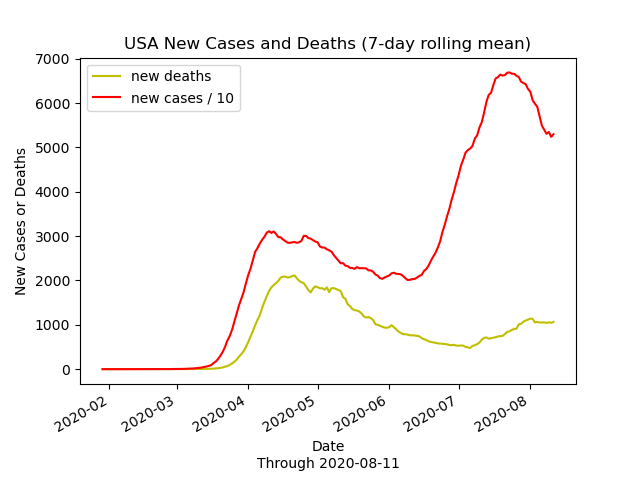 USA New Cases and Deaths (7-day rolling mean)
new deaths
new cases / 10
New Cases or Deaths
7000
6000
5000
4000
3000
2000
1000
0
2020-02
2020-03
2020-04
2020-05
2020-06
2020-07
2020-08
Date
Through 2020-08-11